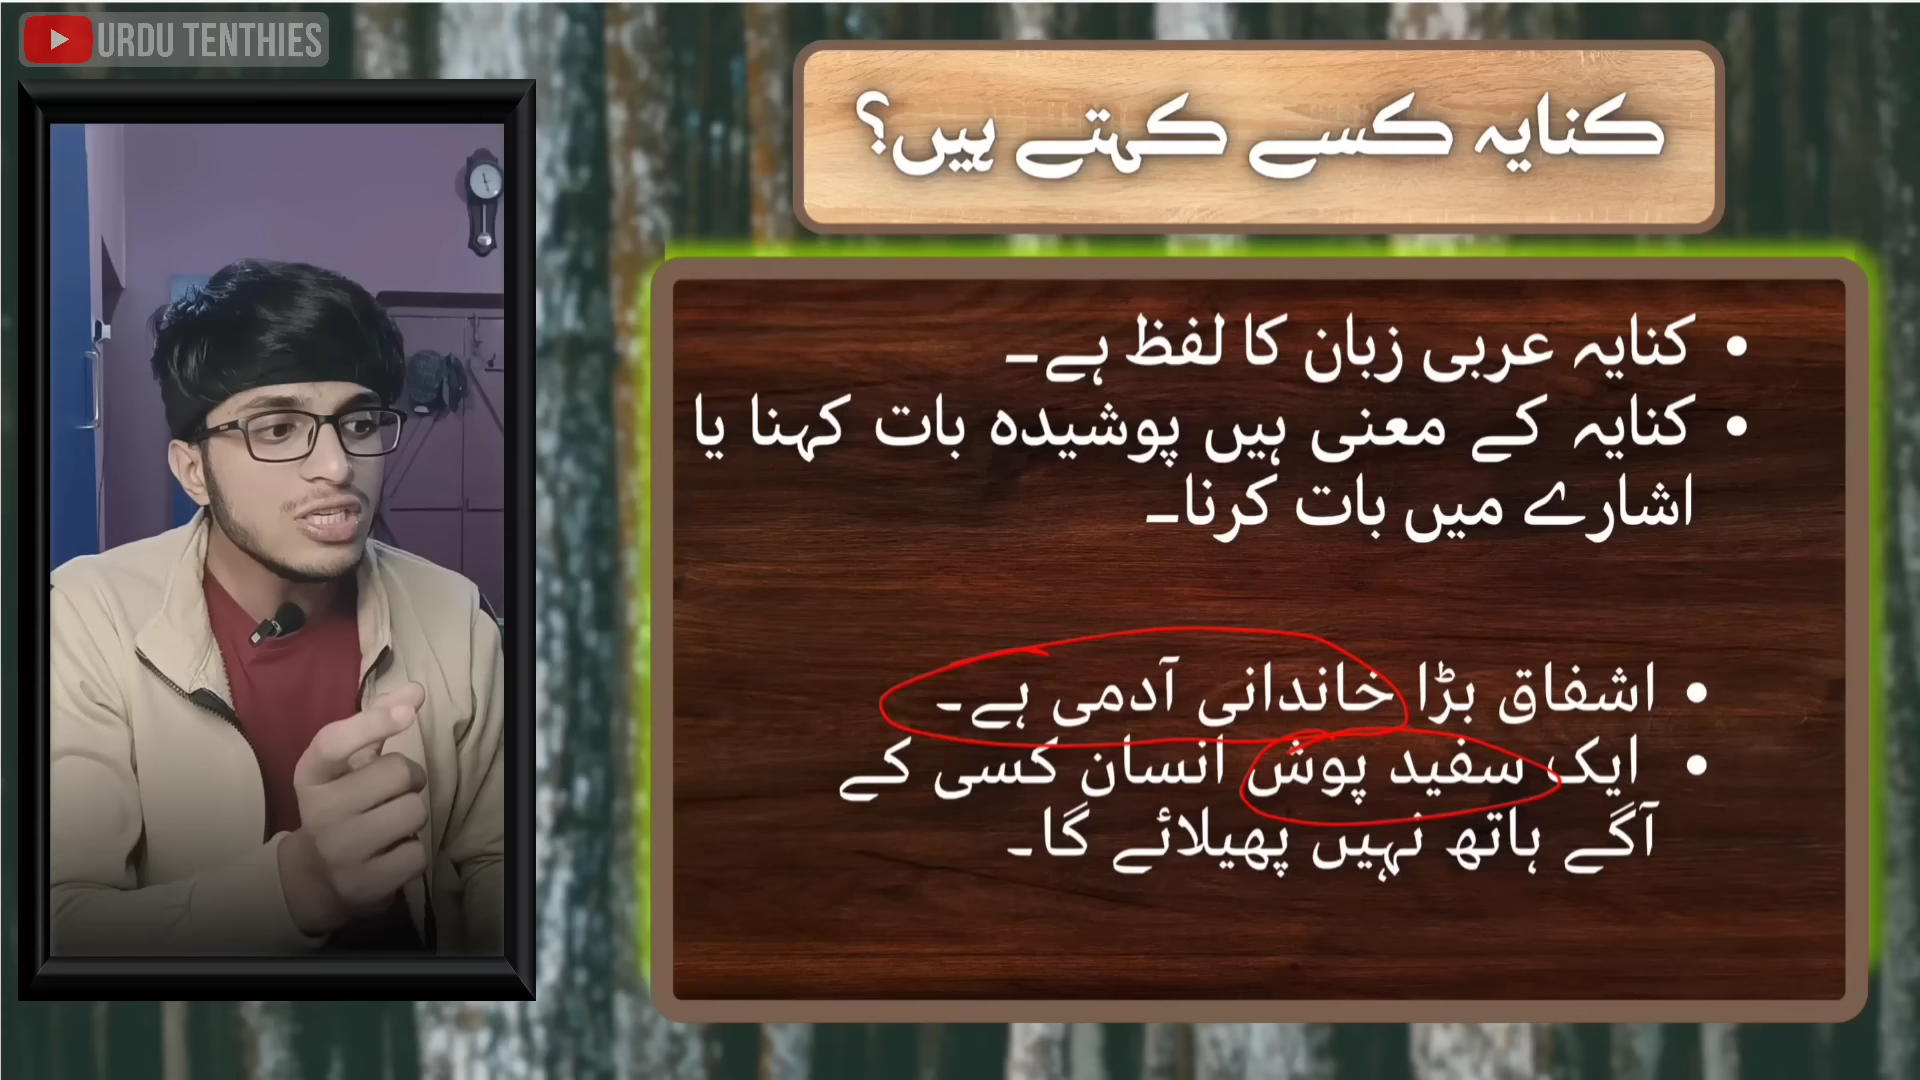 URDU TENTHIES
کنایہ کسے کہتے ہیں؟
• کنایہ عربی زبان کا لفظ ہے۔
• کنایہ کے معنی ہیں پوشیدہ بات کہنا یا
اشارے میں بات کرنا۔
• اشفاق بڑا خاندانی آدمی ہے۔
• ایک سفید پوش انسان کسی کے
آگے ہاتھ نہیں پھیلائے گا۔